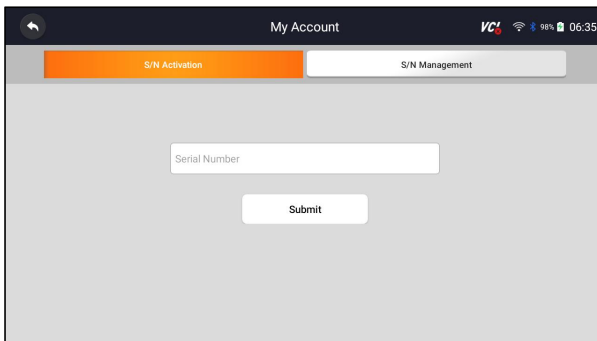 My Account
VCI 98% 06:35
S/N Activation
S/N Management
Serial Number
Submit